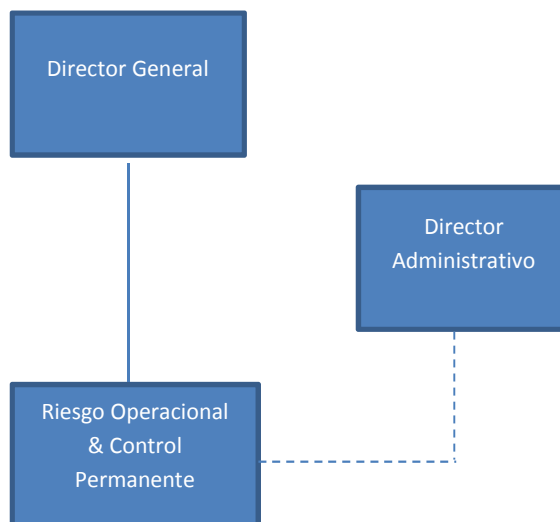 Director General
Director
Administrativo
Riesgo Operacional
& Control
Permanente